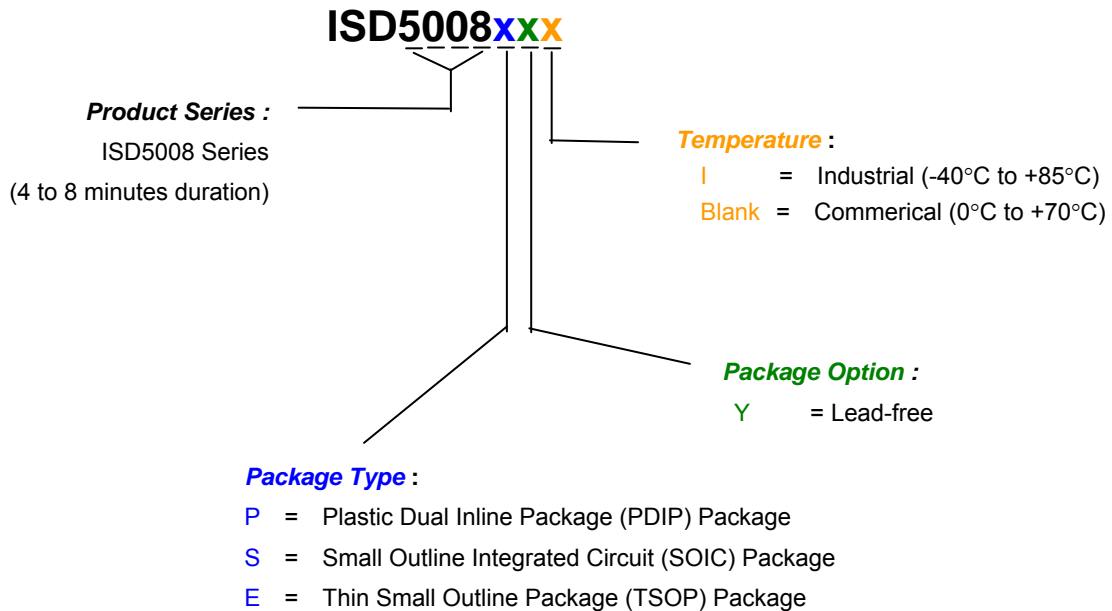 ISD5008xxx
Product Series :
ISD5008 Series
(4 to 8 minutes duration)
Temperature :
I = Industrial (-40°C to +85°C)
Blank = Commerical (0°C to +70°C)
Package Option :
Y = Lead-free
Package Type :
P = Plastic Dual Inline Package (PDIP) Package
S = Small Outline Integrated Circuit (SOIC) Package
E = Thin Small Outline Package (TSOP) Package